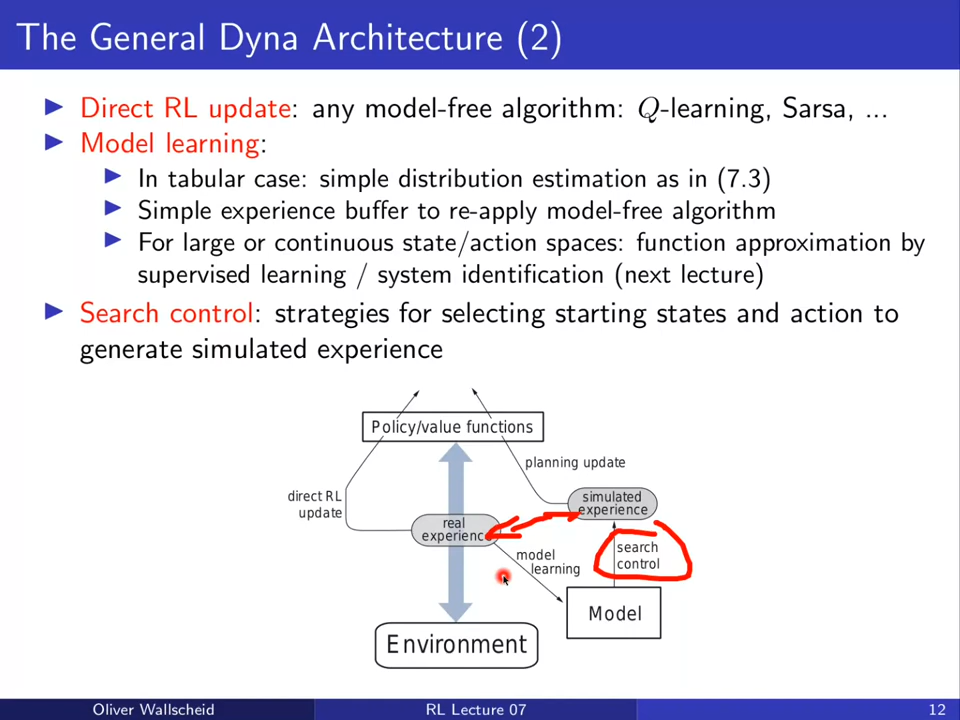 The General Dyna Architecture (2)
Direct RL update: any model-free algorithm: Q-learning, Sarsa, ...
Model learning:
In tabular case: simple distribution estimation as in (7.3)
Simple experience buffer to re-apply model-free algorithm
For large or continuous state/action spaces: function approximation by
supervised learning / system identification (next lecture)
Search control: strategies for selecting starting states and action to
generate simulated experience
Policy/value functions
planning update
direct RL
update
simulated
experience
real
experience
model
learning
search
control
Model
Environment
Oliver Wallscheid
RL Lecture 07
12